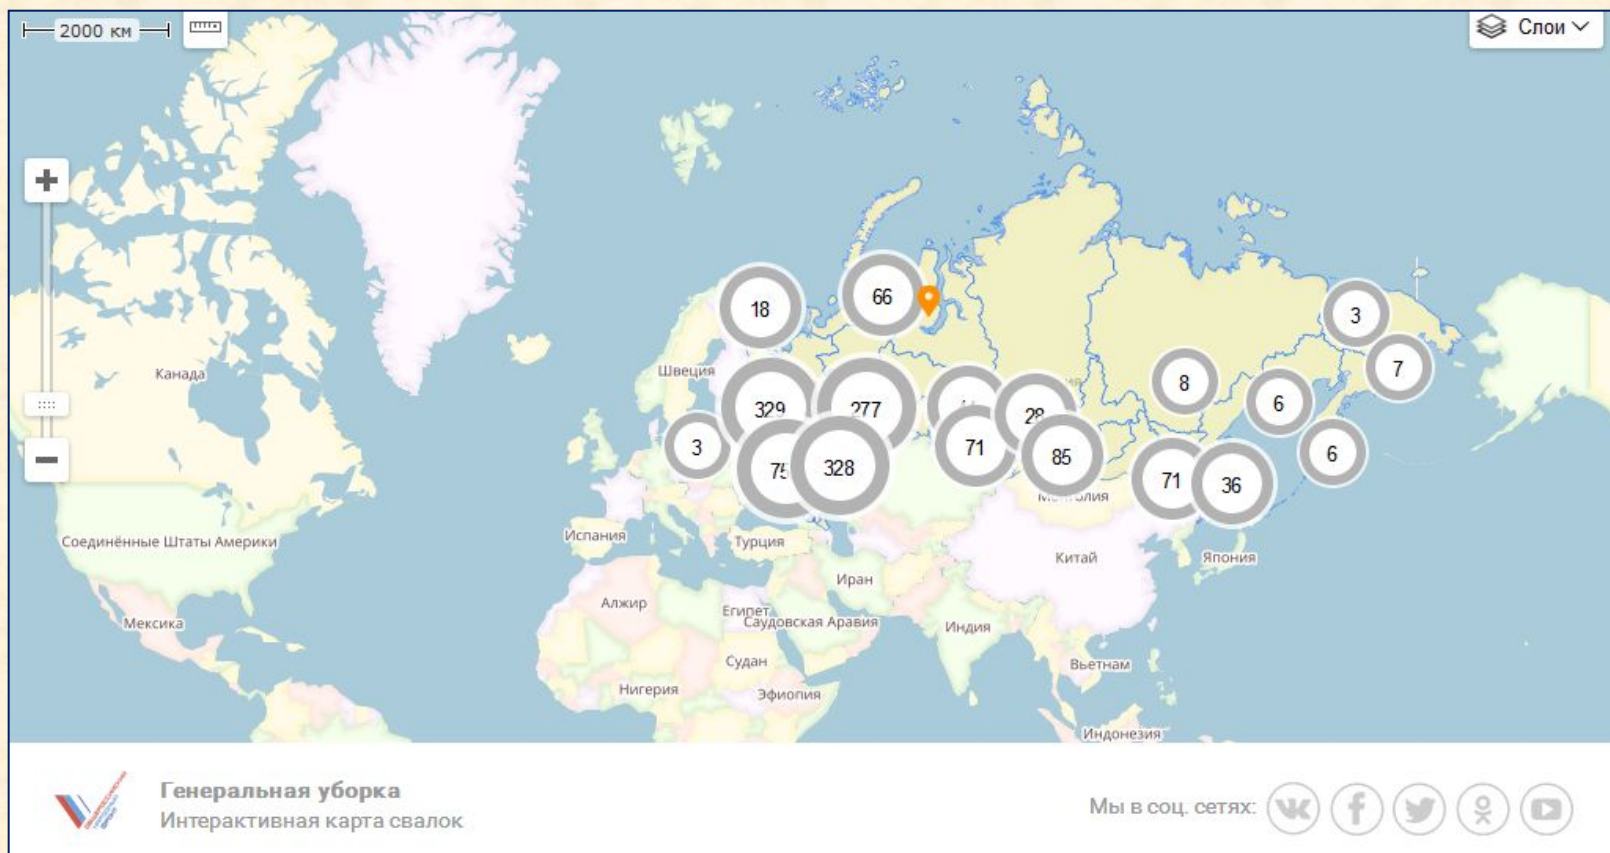 2000 км
Слои
18
66
3
7
8
6
6
3
329
277
28
71
85
328
71
36
Канада
Швеция
Соединённые Штаты Америки
Мексика
Испания
Турция
Алжир
Египет
Саудовская Аравия
Иран
Судан
Нигерия
Эфиопия
Индия
Китай
Япония
Вьетнам
Индонезия
Генеральная уборка
Интерактивная карта свалок
Мы в соц. сетях: